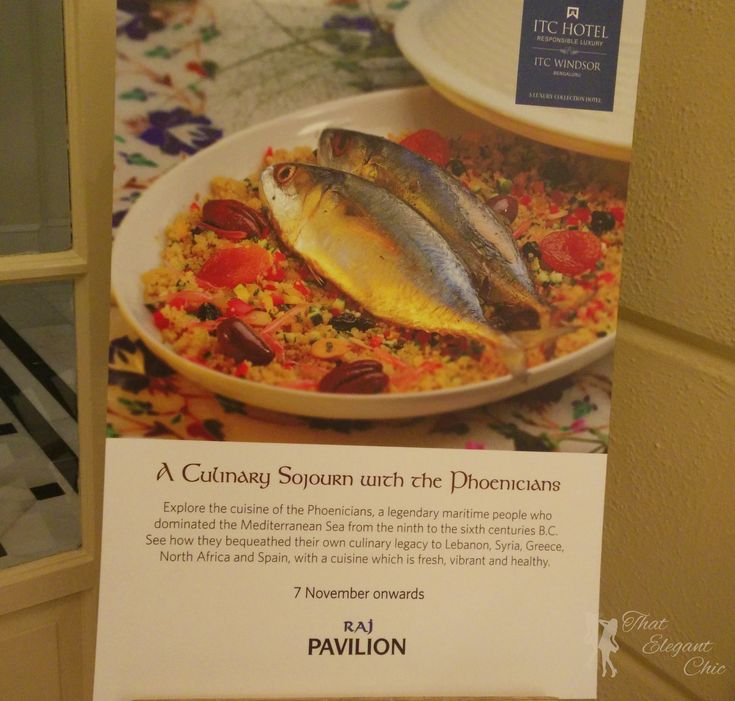 ITC HOTEL
RESPONSIBLE LUXURY
ITC WINDSOR
BENGALURU
A LUXURY COLLECTION HOTEL
A Culinary Sojourn with the Phoenicians
Explore the cuisine of the Phoenicians, a legendary maritime people who
dominated the Mediterranean Sea from the ninth to the sixth centuries B.C.
See how they bequeathed their own culinary legacy to Lebanon, Syria, Greece,
North Africa and Spain, with a cuisine which is fresh, vibrant and healthy.
7 November onwards
RAJ
PAVILION
That
Elegant
Chic